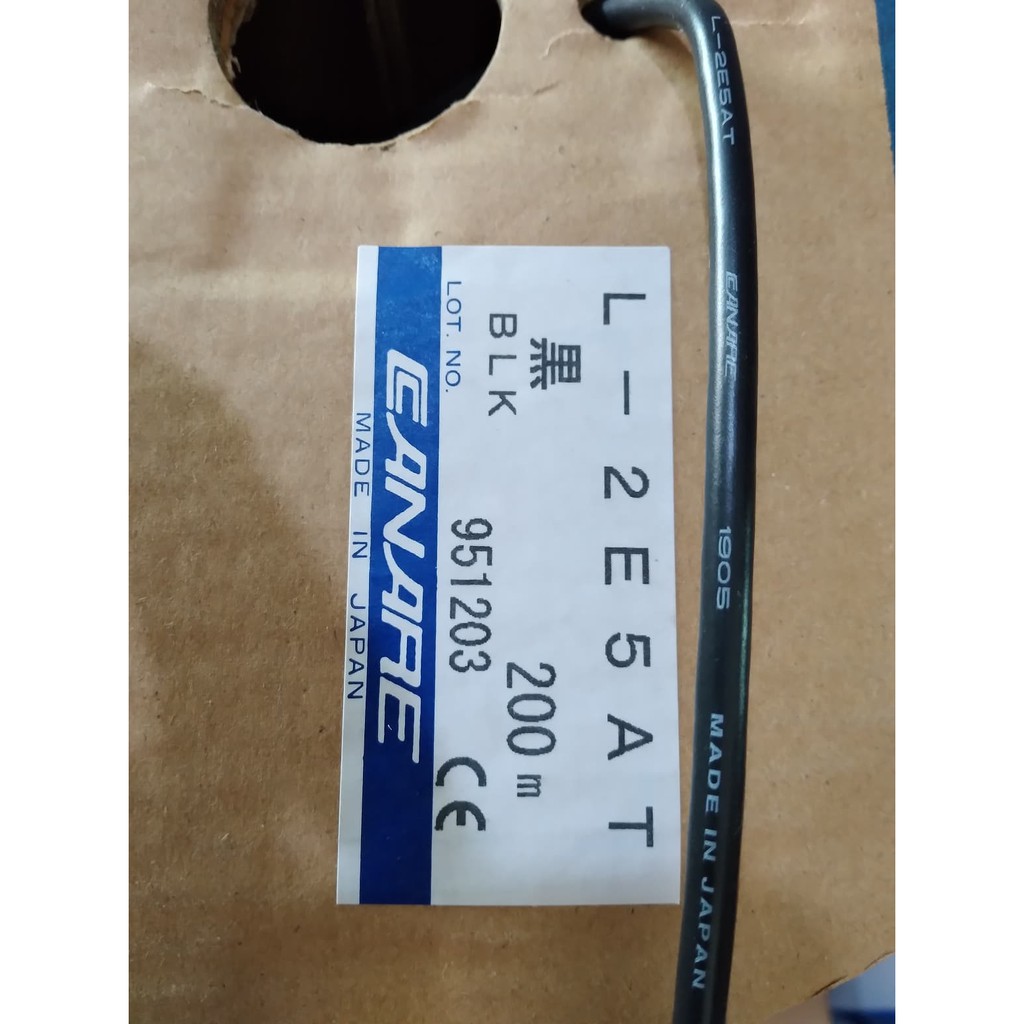 L-2E5AT
黒
BLK
200m
LOT. NO.
951203
CE
CANARE
MADE IN JAPAN
L-2E5AT CANARE 1905 MADE IN JAPAN